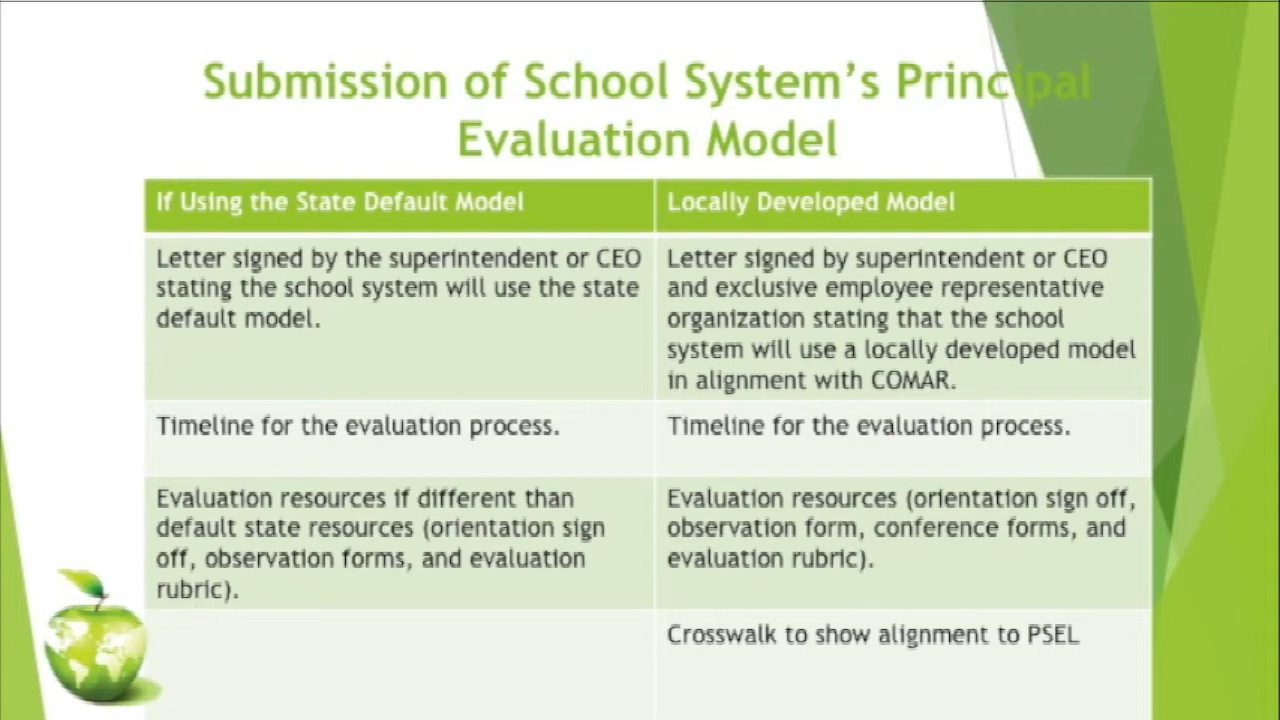 Submission of School System's Principal
Evaluation Model
If Using the State Default Model
Locally Developed Model
Letter signed by the superintendent or CEO
stating the school system will use the state
default model.
Letter signed by superintendent or CEO
and exclusive employee representative
organization stating that the school
system will use a locally developed model
in alignment with COMAR.
Timeline for the evaluation process.
Timeline for the evaluation process.
Evaluation resources if different than
default state resources (orientation sign
off, observation forms, and evaluation
rubric).
Evaluation resources (orientation sign off,
observation form, conference forms, and
evaluation rubric).
Crosswalk to show alignment to PSEL